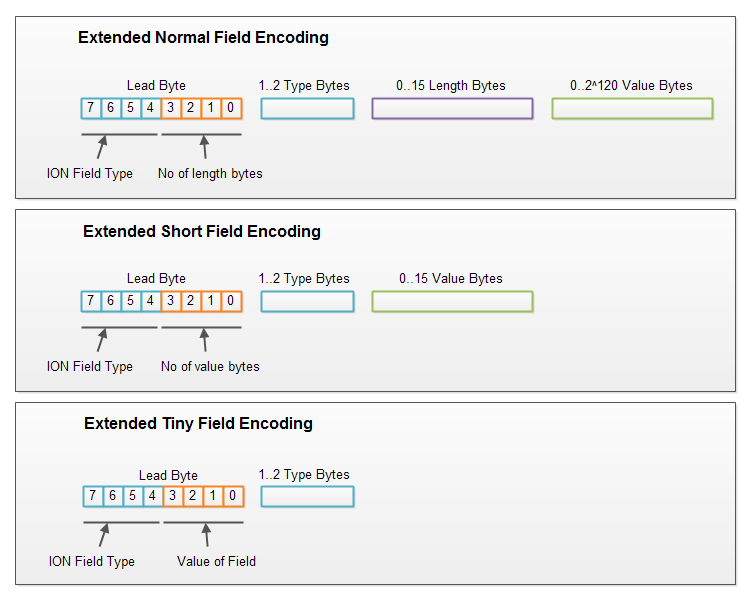 Extended Normal Field Encoding
Lead Byte 1..2 Type Bytes 0..15 Length Bytes 0..2^120 Value Bytes
7 6 5 4 3 2 1 0
ION Field Type No of length bytes
Extended Short Field Encoding
Lead Byte 1..2 Type Bytes 0..15 Value Bytes
7 6 5 4 3 2 1 0
ION Field Type No of value bytes
Extended Tiny Field Encoding
Lead Byte 1..2 Type Bytes
7 6 5 4 3 2 1 0
ION Field Type Value of Field